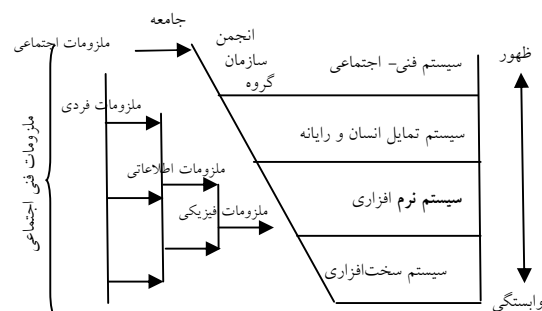 جامعه
ظهور
انجمن
سازمان
گروه
سیستم فنی- اجتماعی
ملزومات اجتماعی
ملزومات فردی
سیستم تمایل انسان و رایانه
ملزومات اطلاعاتی
ملزومات فیزیکی
سیستم نرم افزاری
ملزومات فنی اجتماعی
سیستم سخت‌افزاری
وابستگی